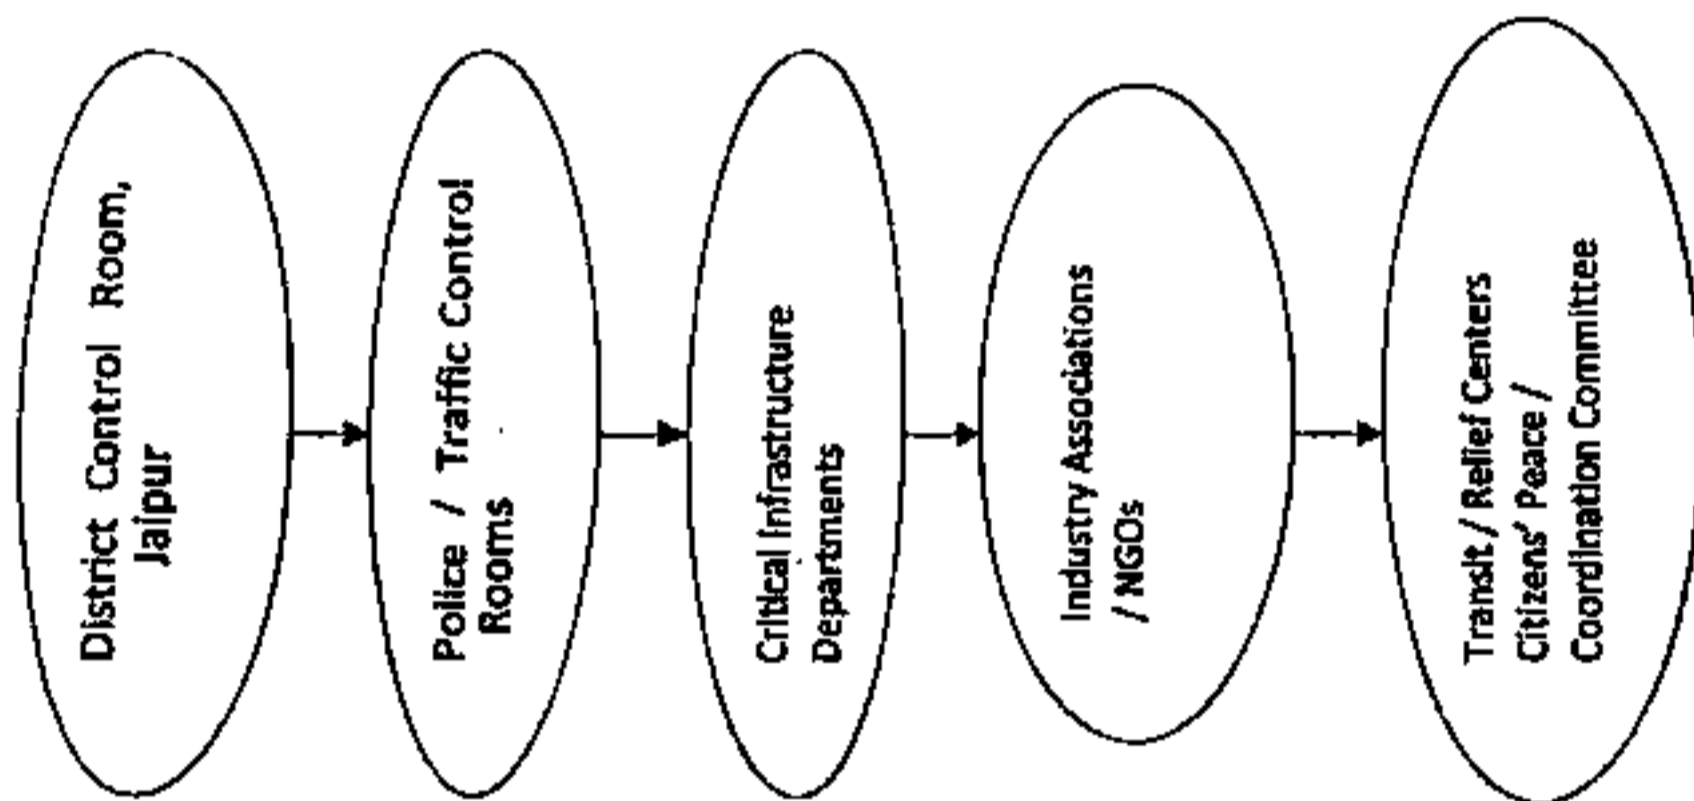 District Control Room,
Jaipur
Police / Traffic Control
Rooms
Critical Infrastructure
Departments
Industry Associations
/ NGOs
Transit / Relief Centers
Citizens' Peace /
Coordination Committee